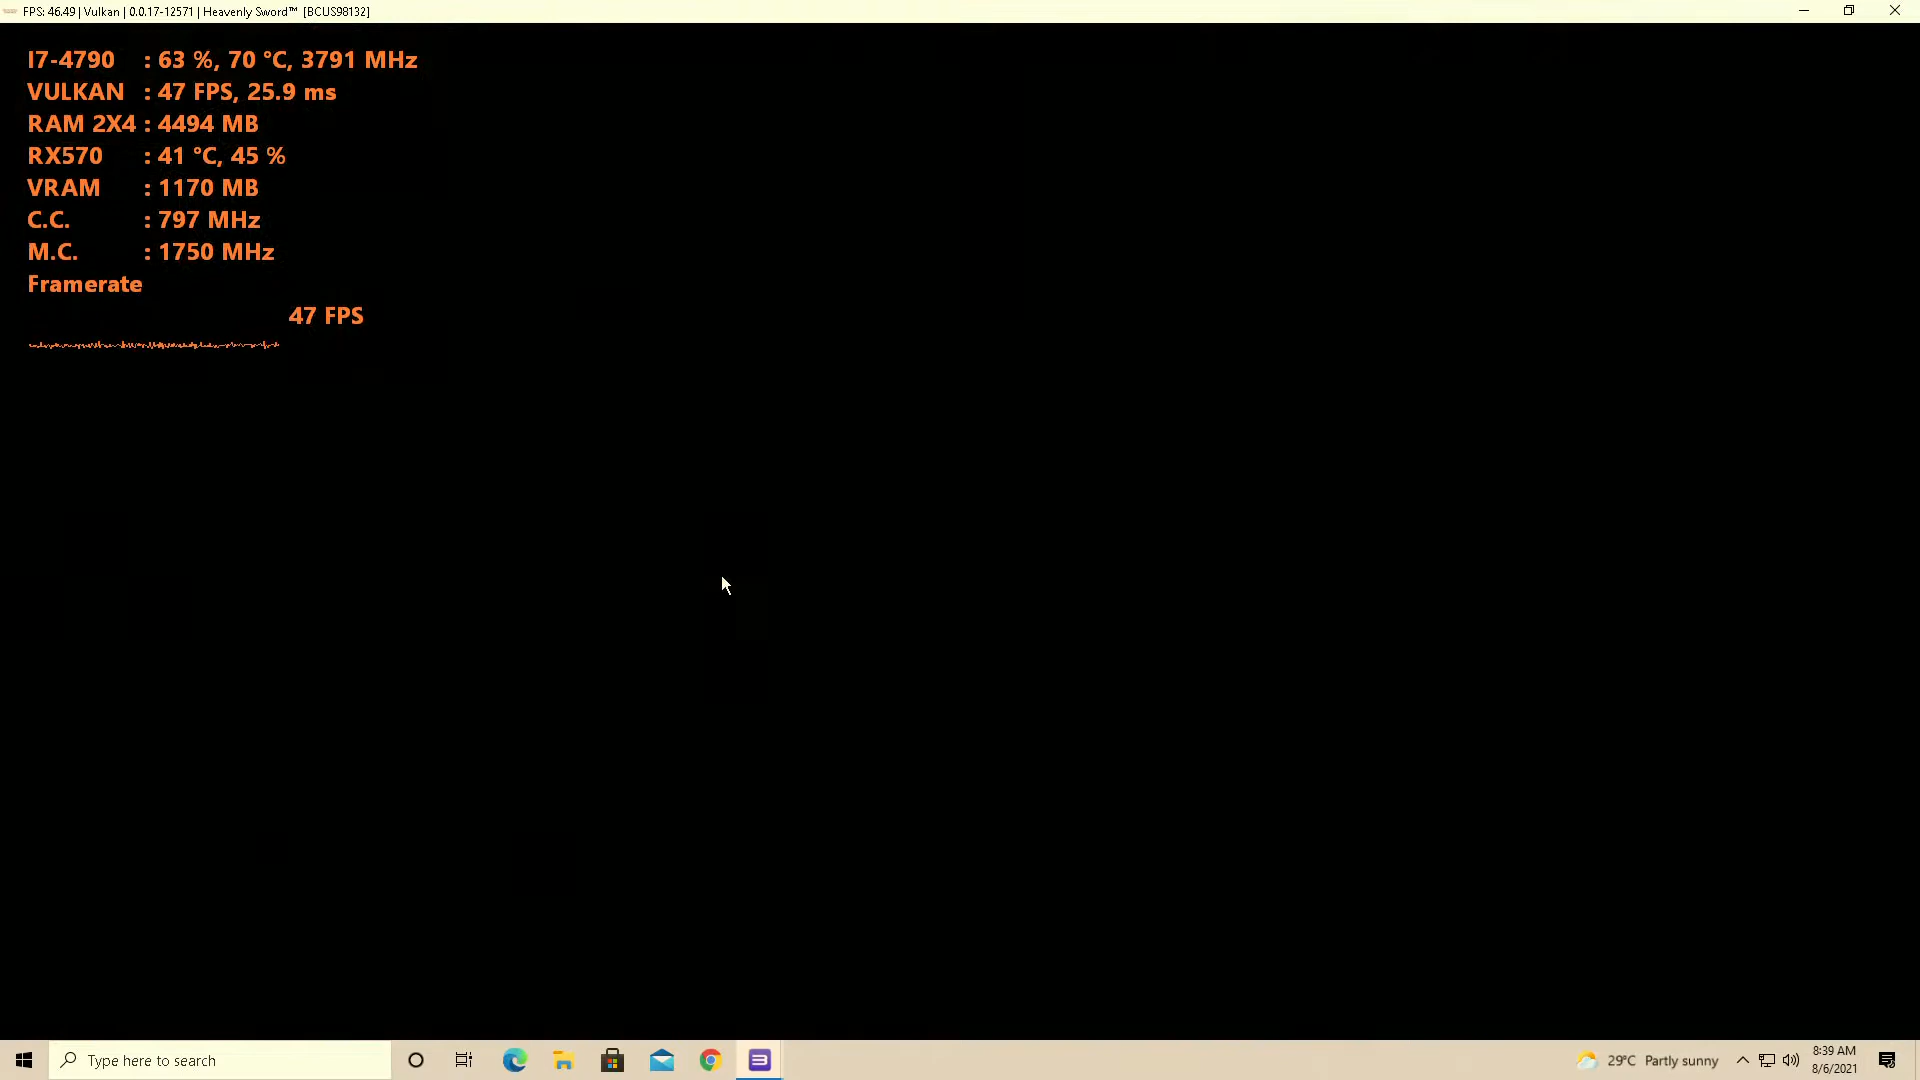 FPS: 46.49 | Vulkan | 0.0.17-12571 | Heavenly Sword™ [BCUS98132]
I7-4790 : 63 %, 70 °C, 3791 MHz
VULKAN : 47 FPS, 25.9 ms
RAM 2X4 : 4494 MB
RX570 : 41 °C, 45 %
VRAM : 1170 MB
C.C. : 797 MHz
M.C. : 1750 MHz
Framerate
47 FPS
Type here to search
29°C Partly sunny
8:39 AM
8/6/2021